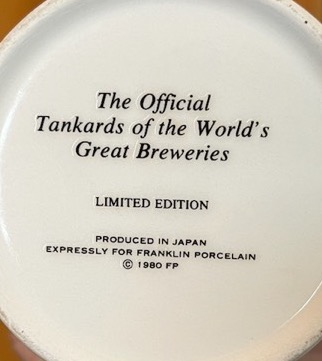 The Official
Tankards of the World's
Great Breweries
LIMITED EDITION
PRODUCED IN JAPAN
EXPRESSLY FOR FRANKLIN PORCELAIN
© 1980 FP